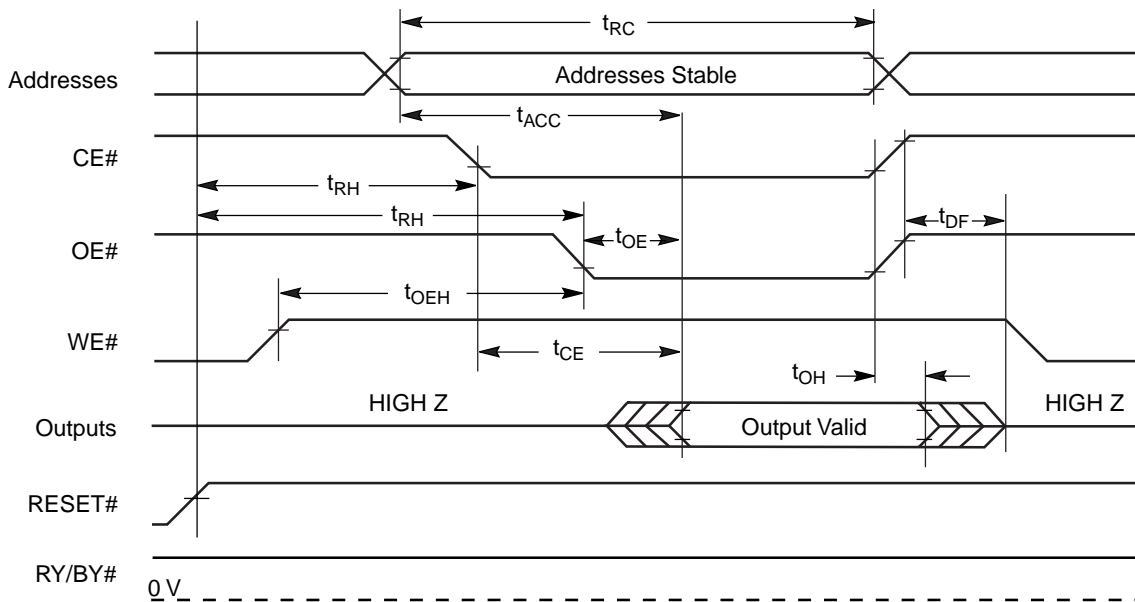 tRC
Addresses
Addresses Stable
tACC
CE#
tRH
tRH
tDF
OE#
tOE
tOEH
WE#
tCE
tOH
HIGH Z
HIGH Z
Outputs
Output Valid
RESET#
RY/BY#
0 V